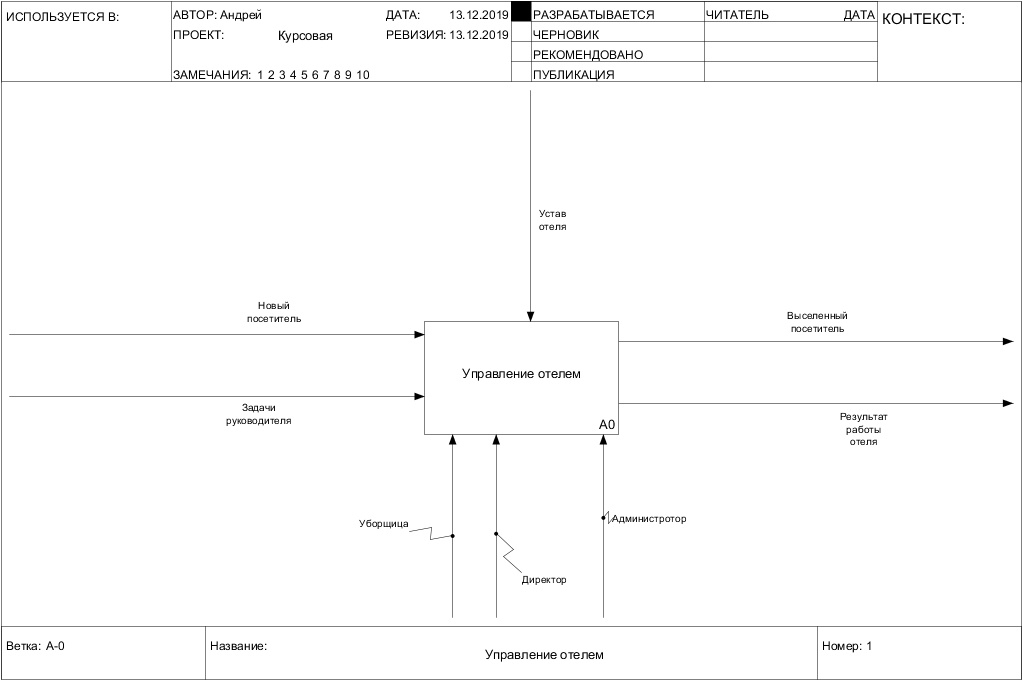 ИСПОЛЬЗУЕТСЯ В:
АВТОР: Андрей
ДАТА: 13.12.2019
РАЗРАБАТЫВАЕТСЯ
ЧИТАТЕЛЬ
ДАТА
КОНТЕКСТ:
ПРОЕКТ: Курсовая
РЕВИЗИЯ: 13.12.2019
ЧЕРНОВИК
РЕКОМЕНДОВАНО
ЗАМЕЧАНИЯ: 1 2 3 4 5 6 7 8 9 10
ПУБЛИКАЦИЯ
Устав
отеля
Новый
посетитель
Выселенный
посетитель
Управление отелем
Задачи
руководителя
Результат
работы
отеля
A0
Уборщица
Администротор
Директор
Ветка: A-0
Название:
Управление отелем
Номер: 1